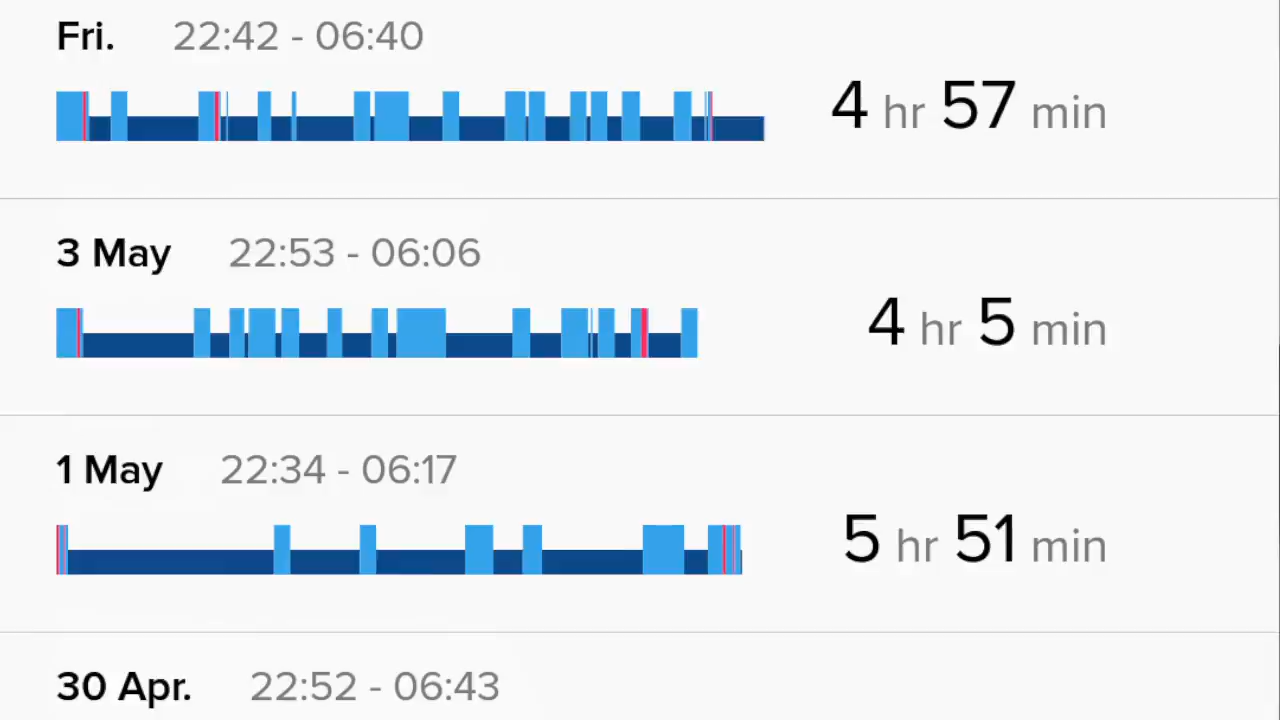 Fri. 22:42 - 06:40
4 hr 57 min
3 May 22:53 - 06:06
4 hr 5 min
1 May 22:34 - 06:17
5 hr 51 min
30 Apr. 22:52 - 06:43